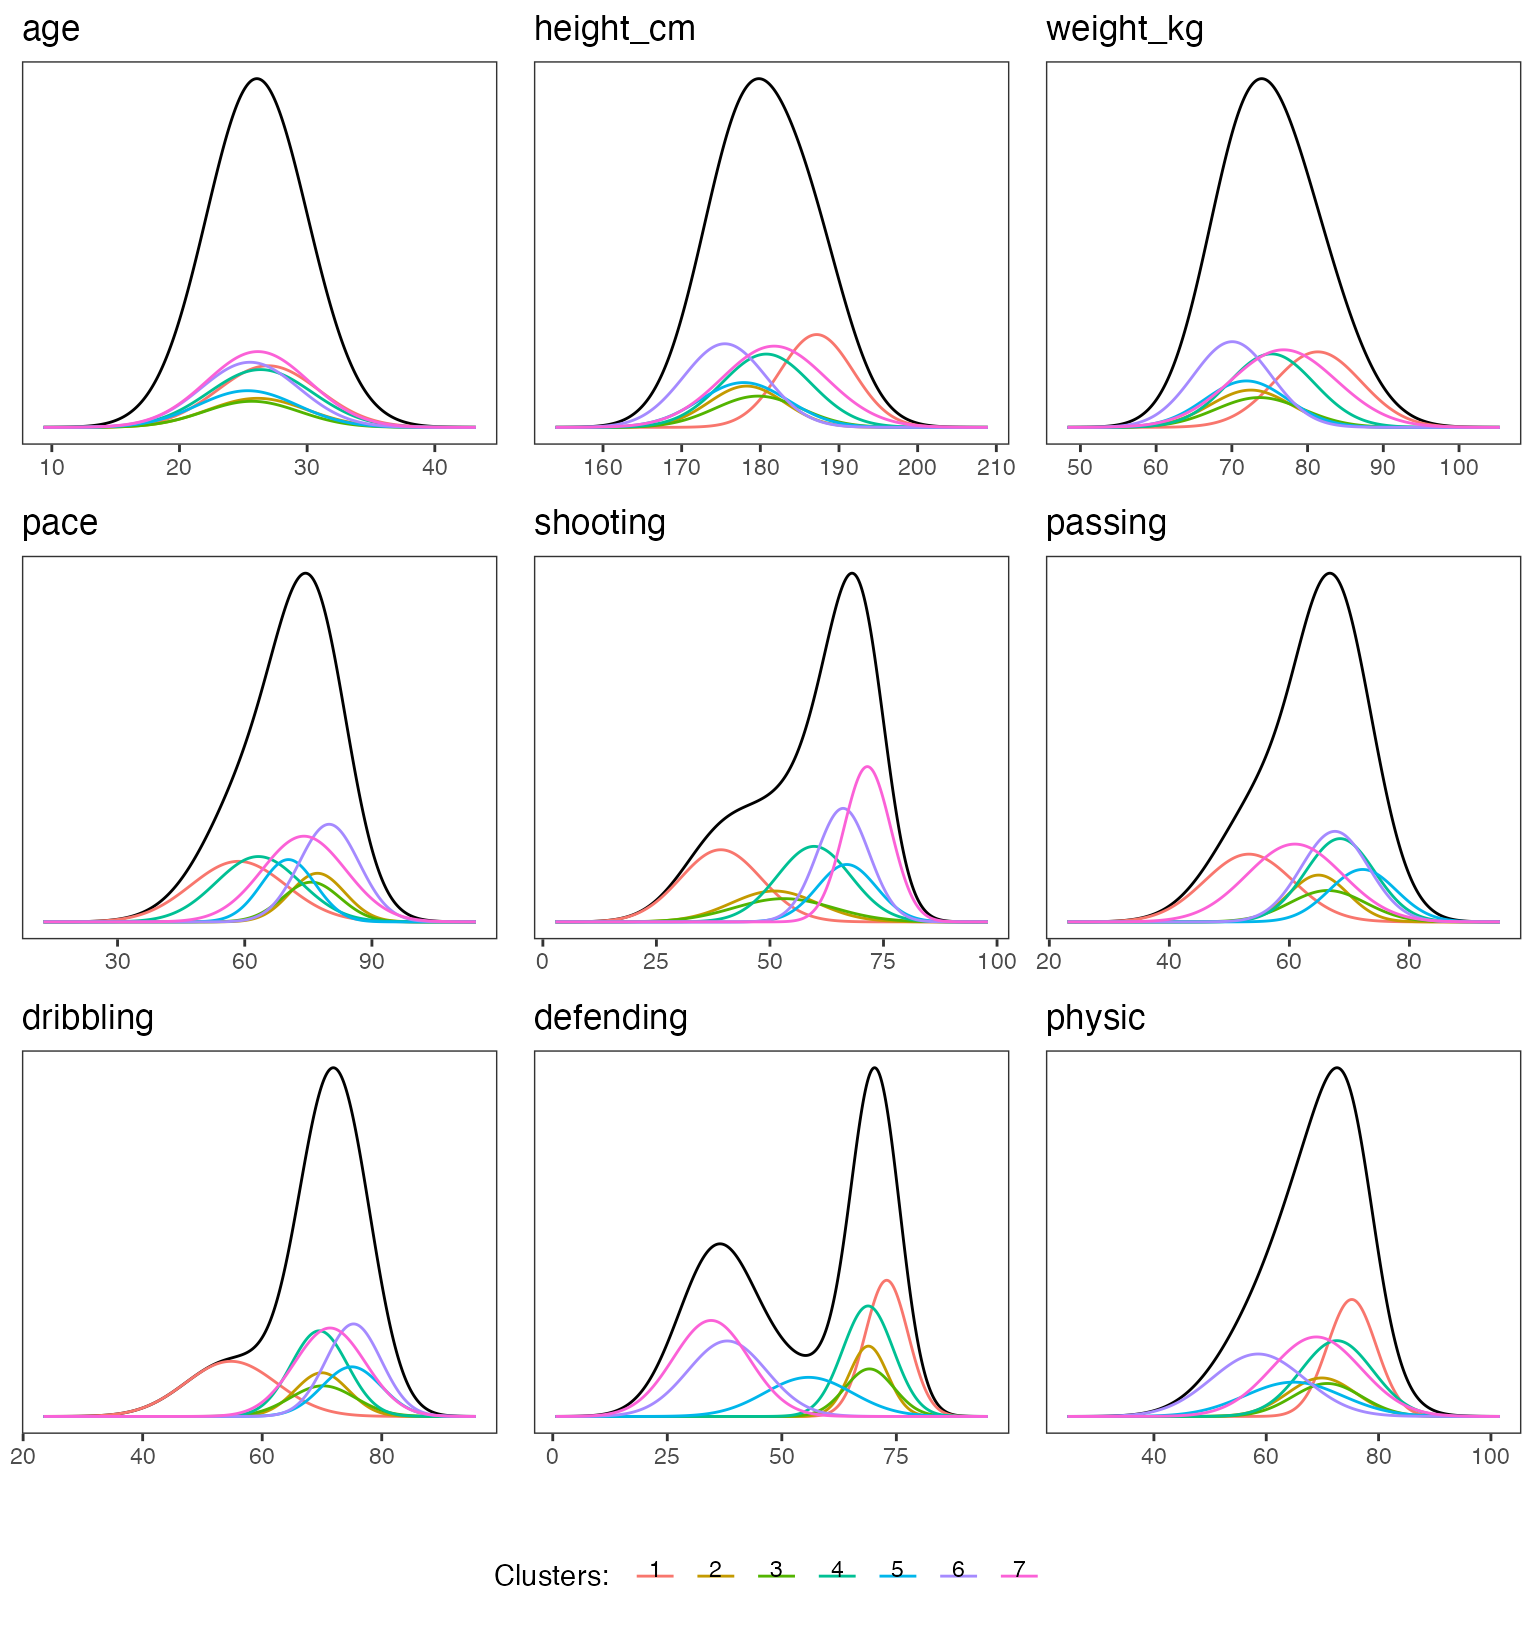 age height_cm weight_kg
10 20 30 40 160 170 180 190 200 210 50 60 70 80 90 100
pace shooting passing
30 60 90 0 25 50 75 100 20 40 60 80
dribbling defending physic
20 40 60 80 0 25 50 75 40 60 80 100
Clusters: 1 2 3 4 5 6 7